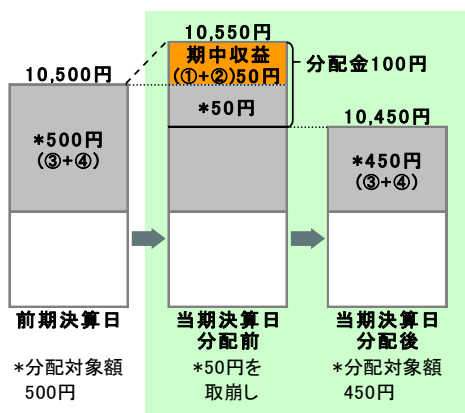 10,550円
期中収益
(①+②)50円
分配金100円
10,500円
*50円
10,450円
*500円
(③+④)
*450円
(③+④)
前期決算日
当期決算日
分配前
当期決算日
分配後
*分配対象額
500円
*50円を
取崩し
*分配対象額
450円